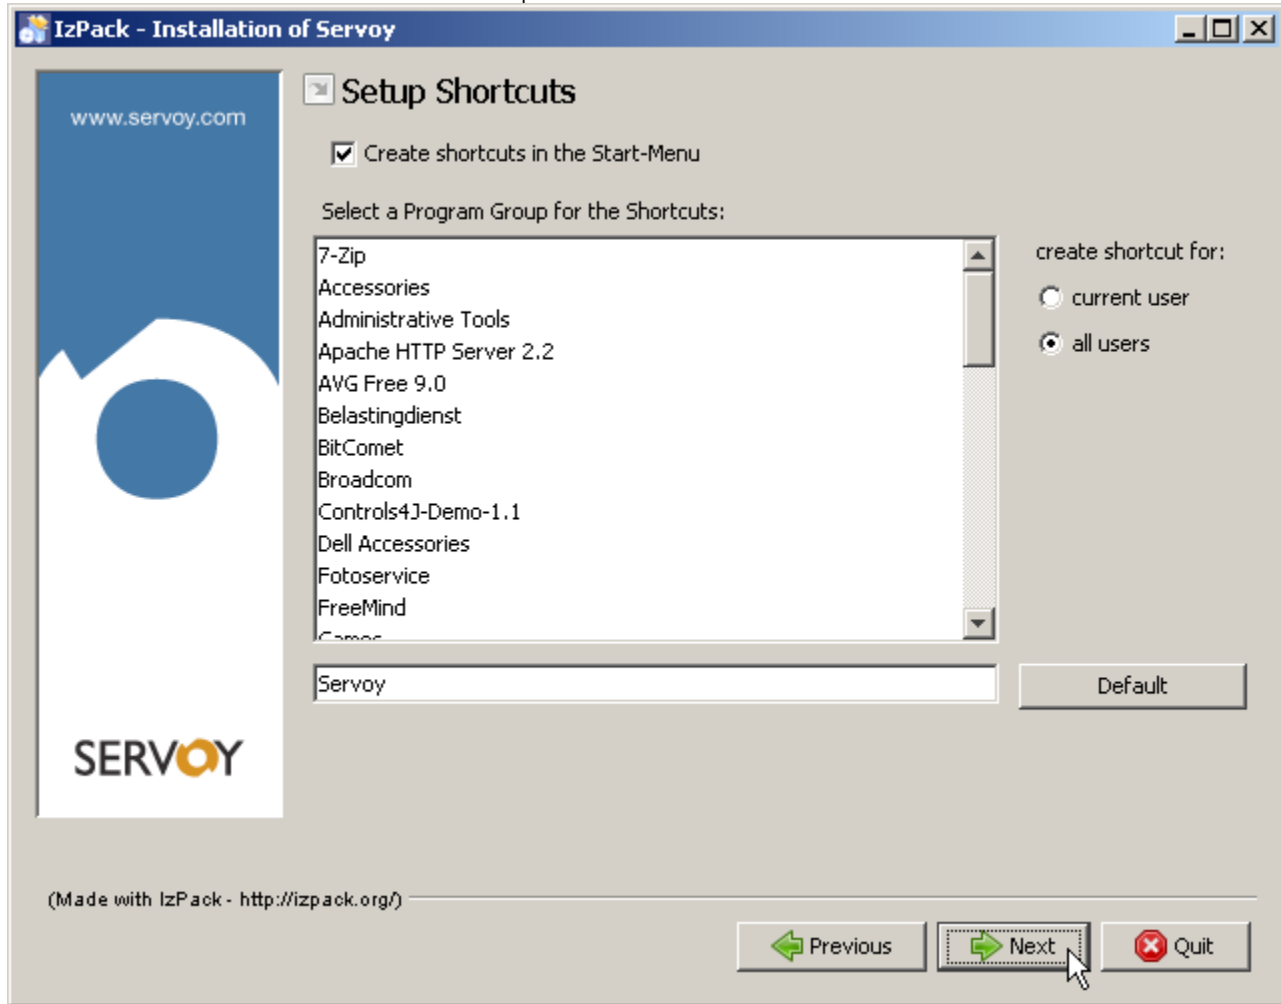 IzPack - Installation of Servoy
www.servoy.com
Setup Shortcuts
Create shortcuts in the Start-Menu
Select a Program Group for the Shortcuts:
7-Zip
Accessories
Administrative Tools
Apache HTTP Server 2.2
AVG Free 9.0
Belastingdienst
BitComet
Broadcom
Controls4J-Demo-1.1
Dell Accessories
Fotoservice
FreeMind
Games
create shortcut for:
current user
all users
Servoy
Default
SERVOY
(Made with IzPack - http://izpack.org/)
Previous
Next
Quit